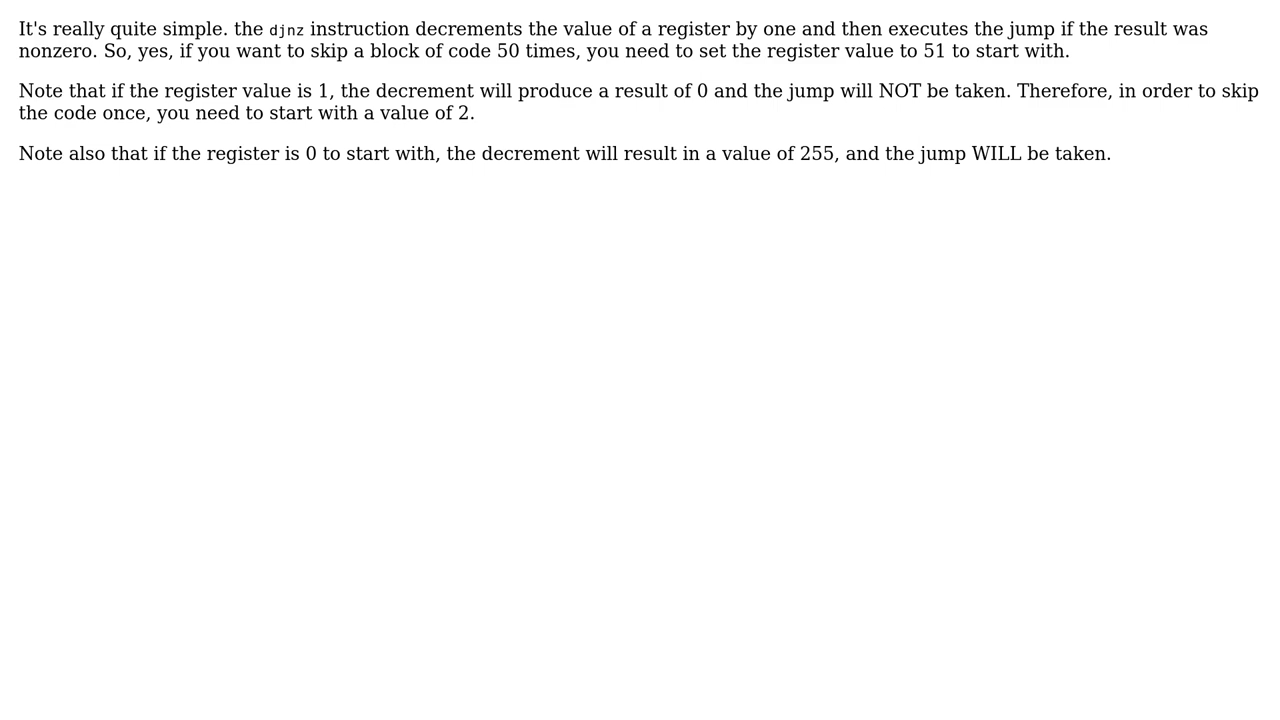 It's really quite simple. the djnz instruction decrements the value of a register by one and then executes the jump if the result was
nonzero. So, yes, if you want to skip a block of code 50 times, you need to set the register value to 51 to start with.
Note that if the register value is 1, the decrement will produce a result of 0 and the jump will NOT be taken. Therefore, in order to skip
the code once, you need to start with a value of 2.
Note also that if the register is 0 to start with, the decrement will result in a value of 255, and the jump WILL be taken.